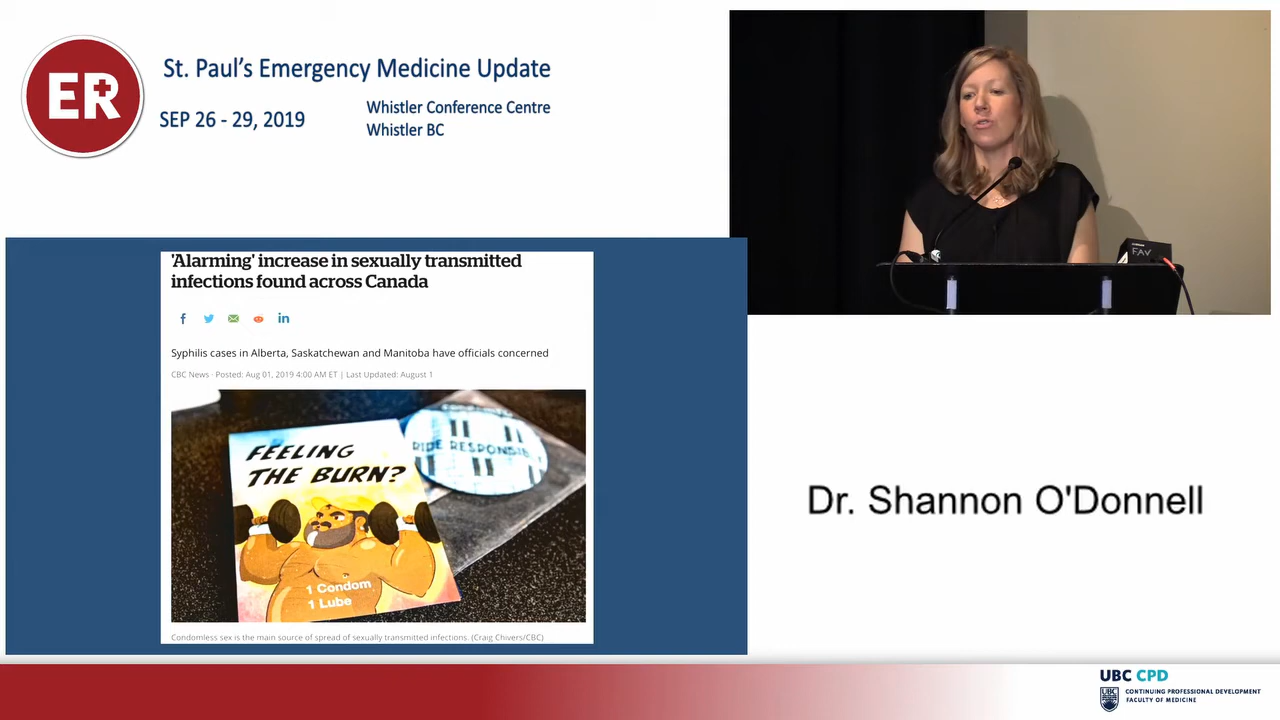 ER
St. Paul's Emergency Medicine Update
SEP 26 - 29, 2019
Whistler Conference Centre
Whistler BC
FAV
'Alarming' increase in sexually transmitted
infections found across Canada
Syphilis cases in Alberta, Saskatchewan and Manitoba have officials concerned
CBC News · Posted: Aug 01, 2019 4:00 AM ET | Last Updated: August 1
FEELING
THE BURN?
RIDE RESPONSIB
1 Condom
1 Lube
Condomless sex is the main source of spread of sexually transmitted infections. (Craig Chivers/CBC)
Dr. Shannon O'Donnell
UBC CPD
UBC
CONTINUING PROFESSIONAL DEVELOPMENT
FACULTY OF MEDICINE